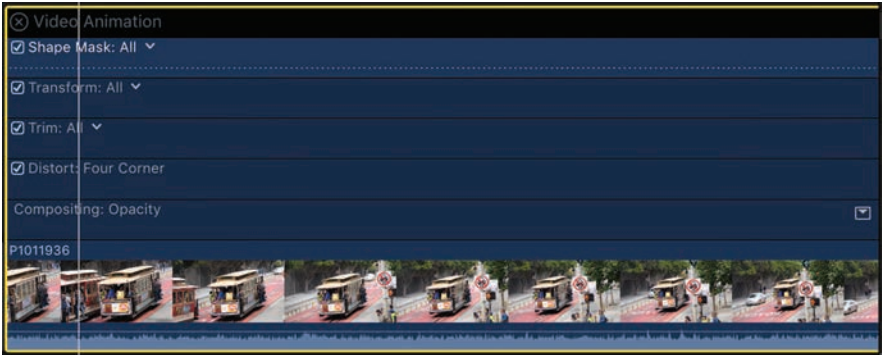 Video Animation
Shape Mask: All
Transform: All
Trim: All
Distort: Four Corner
Compositing: Opacity
P1011936